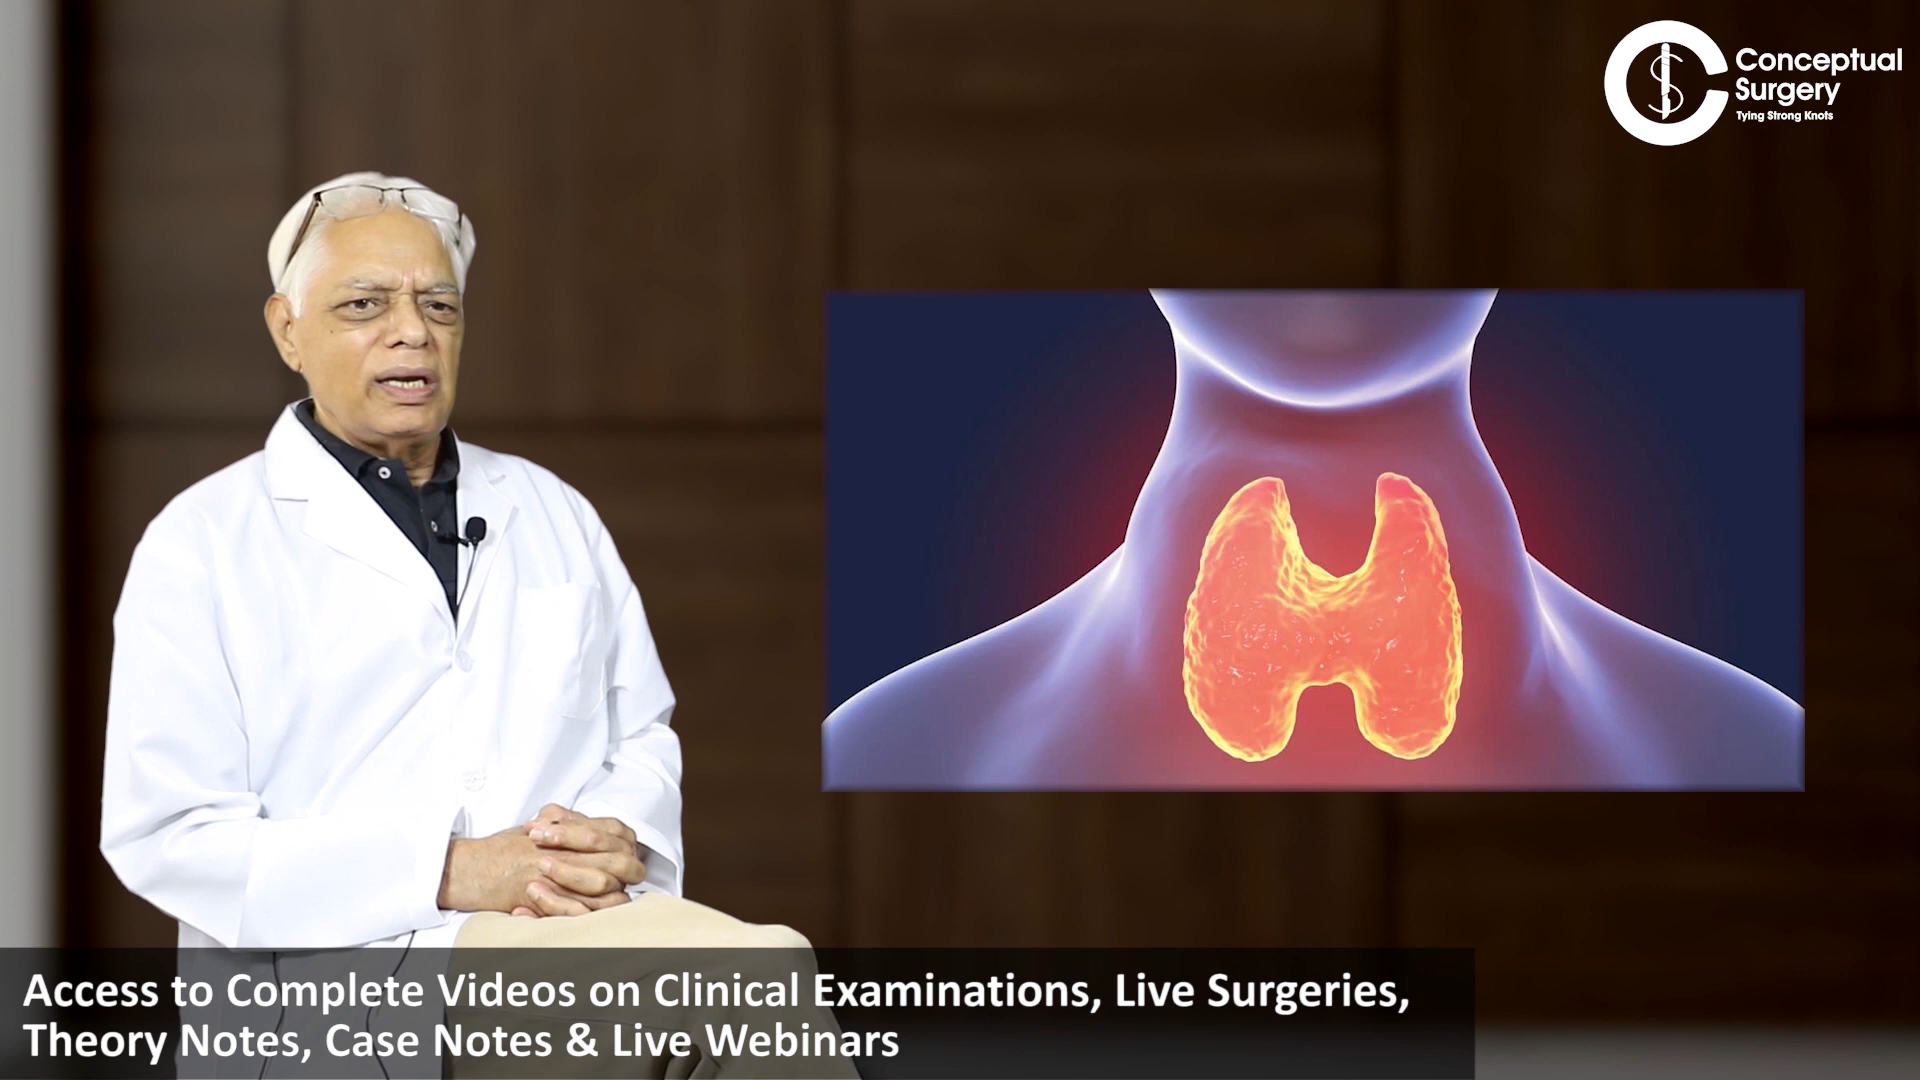 Conceptual
Surgery
Tying Strong Knots
Access to Complete Videos on Clinical Examinations, Live Surgeries,
Theory Notes, Case Notes & Live Webinars